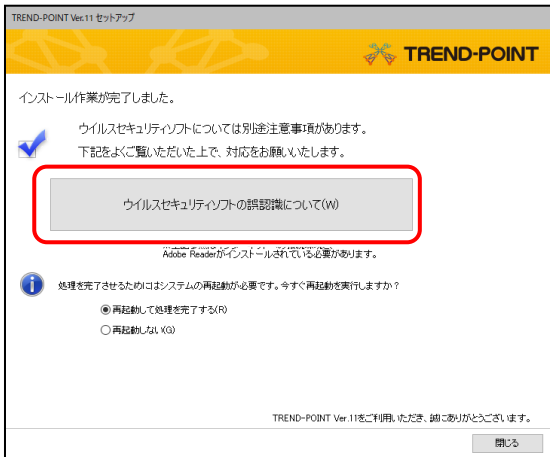 TREND-POINT Ver.11 セットアップ
TREND-POINT
インストール作業が完了しました。
ウイルスセキュリティソフトについては別途注意事項があります。
下記をよくご覧いただいた上で、対応をお願いいたします。
ウイルスセキュリティソフトの誤認識について(W)
Adobe Readerがインストールされている必要があります。
処理を完了させるためにはシステムの再起動が必要です。今すぐ再起動を実行しますか?
再起動して処理を完了する(R)
再起動しない(G)
TREND-POINT Ver.11をご利用いただき、誠にありがとうございます。
閉じる